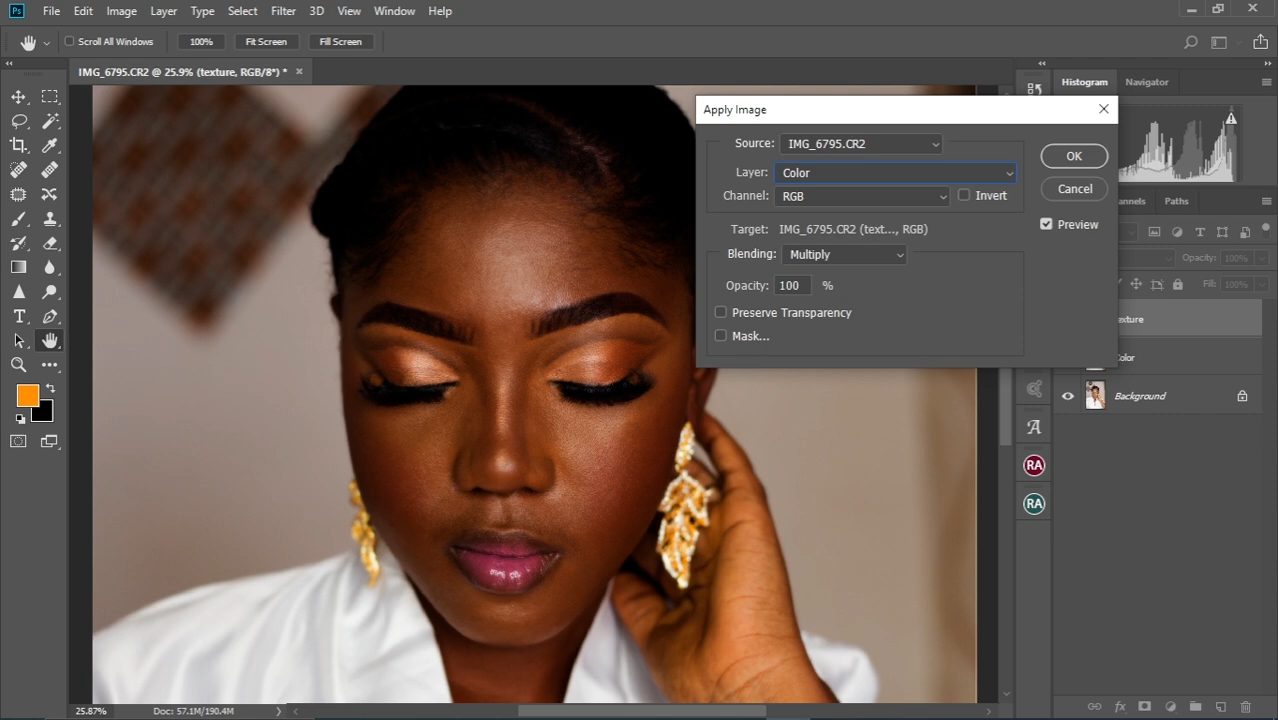 Ps File Edit Image Layer Type Select Filter 3D View Window Help
Scroll All Windows 100% Fit Screen Fill Screen
IMG_6795.CR2 @ 25.9% (texture, RGB/8*) * ×
Histogram Navigator
Apply Image
Source: IMG_6795.CR2
OK
Layer: Color
Cancel
Channel: RGB Invert
Paths
Preview
Target: IMG_6795.CR2 (text..., RGB)
Blending: Multiply
Opacity: 100%
Opacity: 100 %
Fill: 100%
Preserve Transparency
Mask...
Background
A
RA
RA
25.87% Doc: 57.1M/190.4M